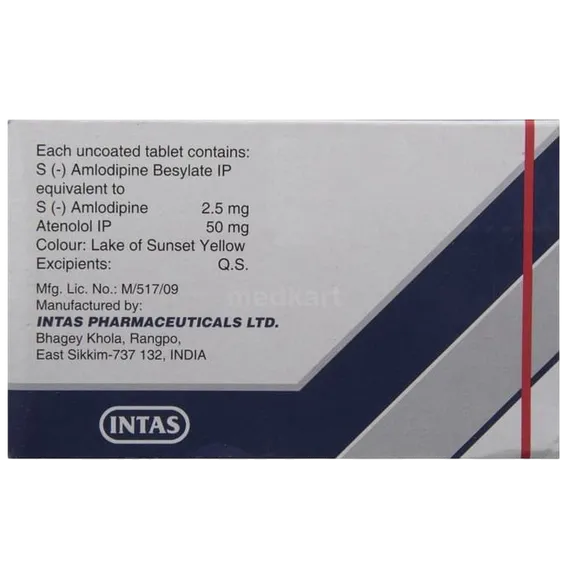 Each uncoated tablet contains:
S (-) Amlodipine Besylate IP
equivalent to
S (-) Amlodipine 2.5 mg
Atenolol IP 50 mg
Colour: Lake of Sunset Yellow
Excipients: Q.S.
Mfg. Lic. No.: M/517/09
Manufactured by:
INTAS PHARMACEUTICALS LTD.
Bhagey Khola, Rangpo,
East Sikkim-737 132, INDIA
medkart
INTAS